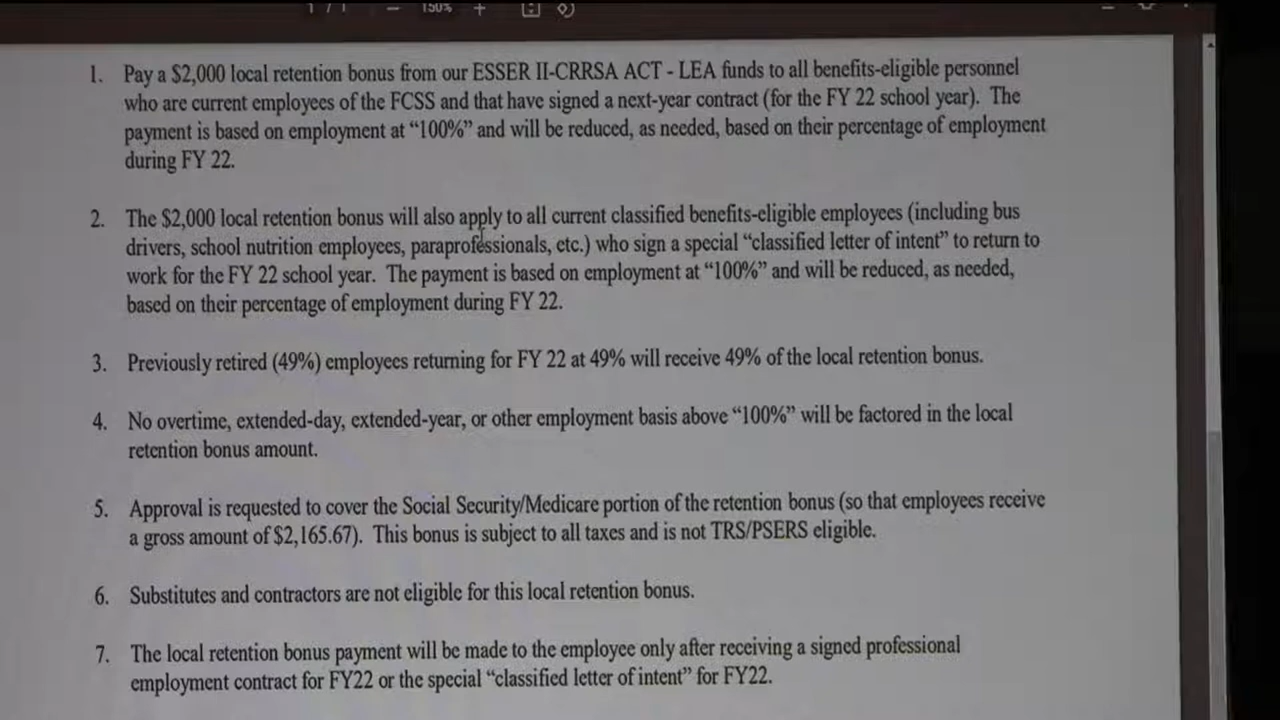 1 / 1 — 150% +
1. Pay a $2,000 local retention bonus from our ESSER II-CRRSA ACT - LEA funds to all benefits-eligible personnel
who are current employees of the FCSS and that have signed a next-year contract (for the FY 22 school year). The
payment is based on employment at “100%” and will be reduced, as needed, based on their percentage of employment
during FY 22.
2. The $2,000 local retention bonus will also apply to all current classified benefits-eligible employees (including bus
drivers, school nutrition employees, paraprofessionals, etc.) who sign a special “classified letter of intent” to return to
work for the FY 22 school year. The payment is based on employment at “100%” and will be reduced, as needed,
based on their percentage of employment during FY 22.
3. Previously retired (49%) employees returning for FY 22 at 49% will receive 49% of the local retention bonus.
4. No overtime, extended-day, extended-year, or other employment basis above “100%” will be factored in the local
retention bonus amount.
5. Approval is requested to cover the Social Security/Medicare portion of the retention bonus (so that employees receive
a gross amount of $2,165.67). This bonus is subject to all taxes and is not TRS/PSERS eligible.
6. Substitutes and contractors are not eligible for this local retention bonus.
7. The local retention bonus payment will be made to the employee only after receiving a signed professional
employment contract for FY22 or the special “classified letter of intent” for FY22.